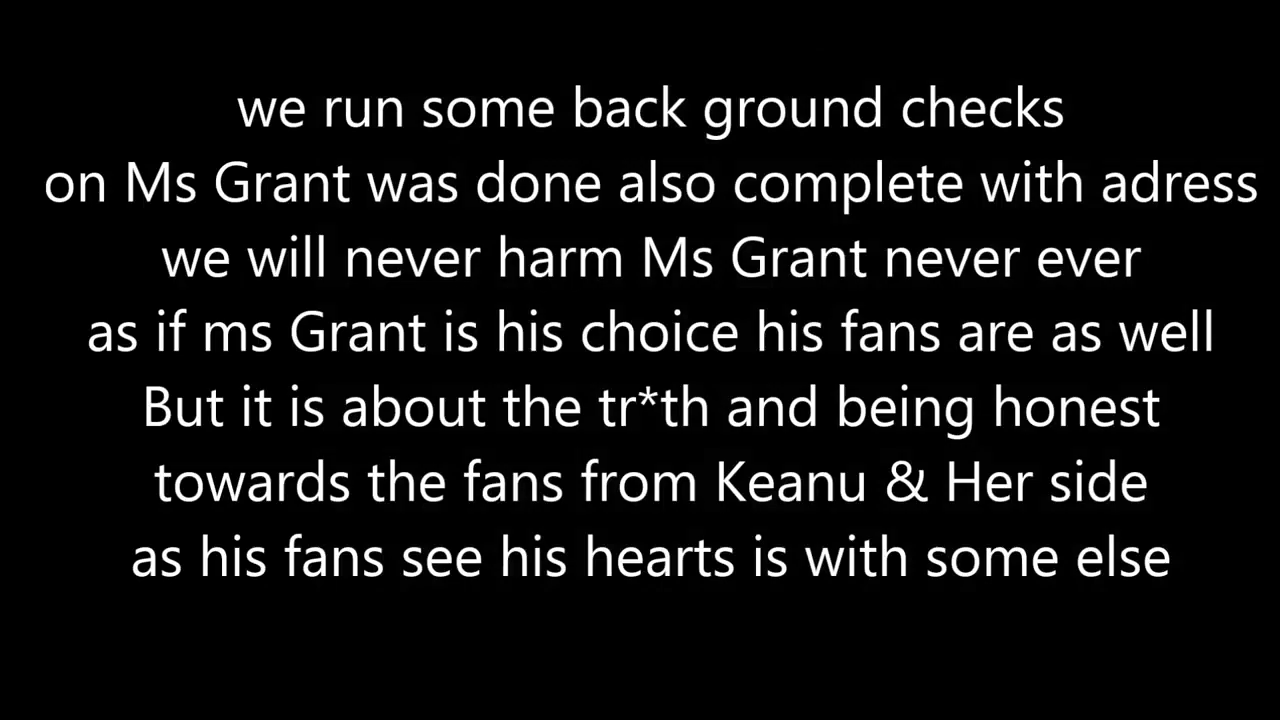 we run some back ground checks
on Ms Grant was done also complete with adress
we will never harm Ms Grant never ever
as if ms Grant is his choice his fans are as well
But it is about the tr*th and being honest
towards the fans from Keanu & Her side
as his fans see his hearts is with some else